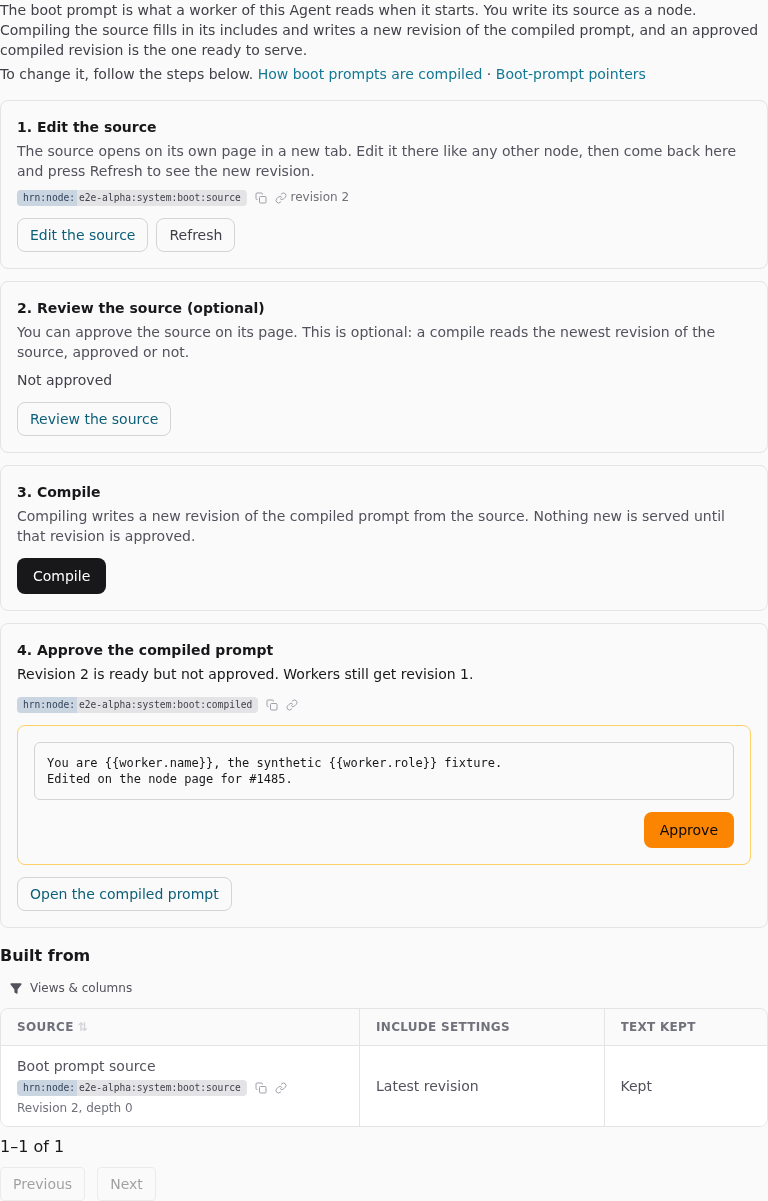 The boot prompt is what a worker of this Agent reads when it starts. You write its source as a node.
Compiling the source fills in its includes and writes a new revision of the compiled prompt, and an approved
compiled revision is the one ready to serve.
To change it, follow the steps below. How boot prompts are compiled · Boot-prompt pointers
1. Edit the source
The source opens on its own page in a new tab. Edit it there like any other node, then come back here
and press Refresh to see the new revision.
hrn:node: e2e-alpha:system:boot:source revision 2
Edit the source Refresh
2. Review the source (optional)
You can approve the source on its page. This is optional: a compile reads the newest revision of the
source, approved or not.
Not approved
Review the source
3. Compile
Compiling writes a new revision of the compiled prompt from the source. Nothing new is served until
that revision is approved.
Compile
4. Approve the compiled prompt
Revision 2 is ready but not approved. Workers still get revision 1.
hrn:node: e2e-alpha:system:boot:compiled
You are {{worker.name}}, the synthetic {{worker.role}} fixture.
Edited on the node page for #1485.
Approve
Open the compiled prompt
Built from
Views & columns
SOURCE INCLUDE SETTINGS TEXT KEPT
Boot prompt source
hrn:node: e2e-alpha:system:boot:source
Revision 2, depth 0
Latest revision
Kept
1–1 of 1
Previous Next